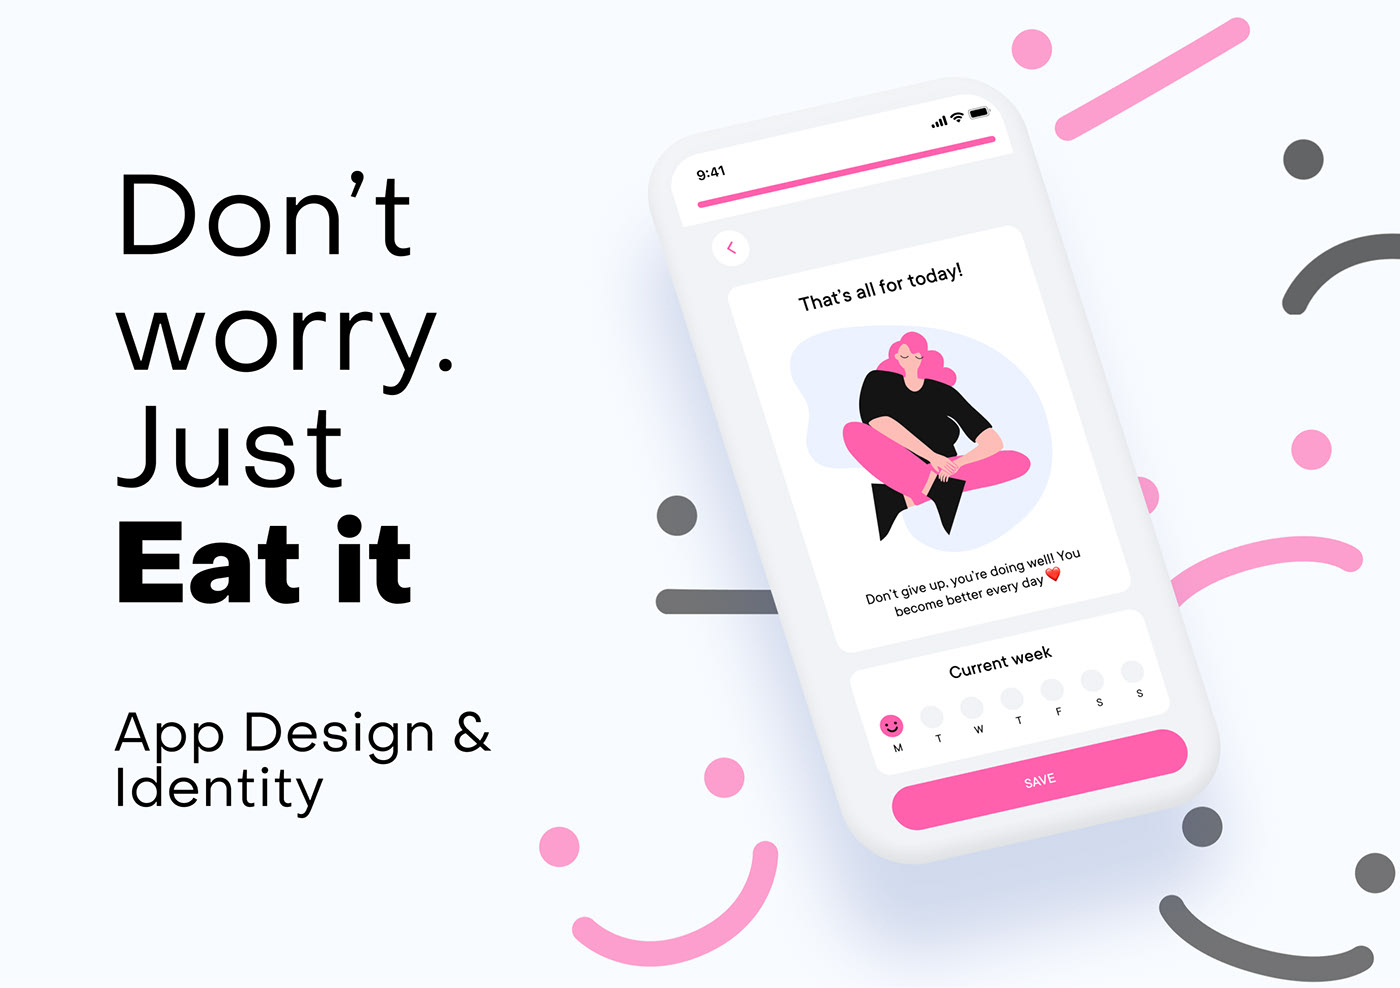 Don’t
worry.
Just
Eat it
App Design &
Identity
9:41
That’s all for today!
Don’t give up, you’re doing well! You
become better every day ❤️
Current week
M T W T F S S
SAVE